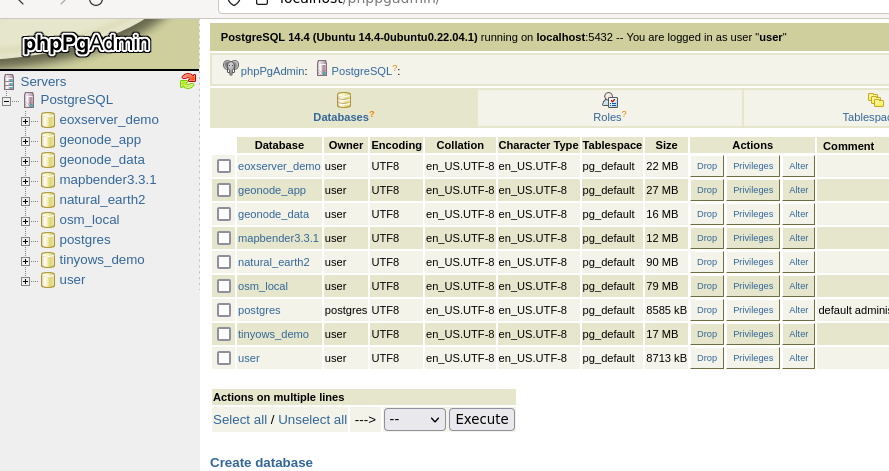 localhost/phppgadmin/
phpPgAdmin
Servers
PostgreSQL
eoxserver_demo
geonode_app
geonode_data
mapbender3.3.1
natural_earth2
osm_local
postgres
tinyows_demo
user
PostgreSQL 14.4 (Ubuntu 14.4-0ubuntu0.22.04.1) running on localhost:5432 -- You are logged in as user "user"
phpPgAdmin: PostgreSQL?:
Databases? Roles?
Database Owner Encoding Collation Character Type Tablespace Size Actions Comment
eoxserver_demo user UTF8 en_US.UTF-8 en_US.UTF-8 pg_default 22 MB Drop Privileges Alter
geonode_app user UTF8 en_US.UTF-8 en_US.UTF-8 pg_default 27 MB Drop Privileges Alter
geonode_data user UTF8 en_US.UTF-8 en_US.UTF-8 pg_default 16 MB Drop Privileges Alter
mapbender3.3.1 user UTF8 en_US.UTF-8 en_US.UTF-8 pg_default 12 MB Drop Privileges Alter
natural_earth2 user UTF8 en_US.UTF-8 en_US.UTF-8 pg_default 90 MB Drop Privileges Alter
osm_local user UTF8 en_US.UTF-8 en_US.UTF-8 pg_default 79 MB Drop Privileges Alter
postgres postgres UTF8 en_US.UTF-8 en_US.UTF-8 pg_default 8585 kB Drop Privileges Alter default
tinyows_demo user UTF8 en_US.UTF-8 en_US.UTF-8 pg_default 17 MB Drop Privileges Alter
user user UTF8 en_US.UTF-8 en_US.UTF-8 pg_default 8713 kB Drop Privileges Alter
Actions on multiple lines
Select all / Unselect all ---> -- Execute
Create database